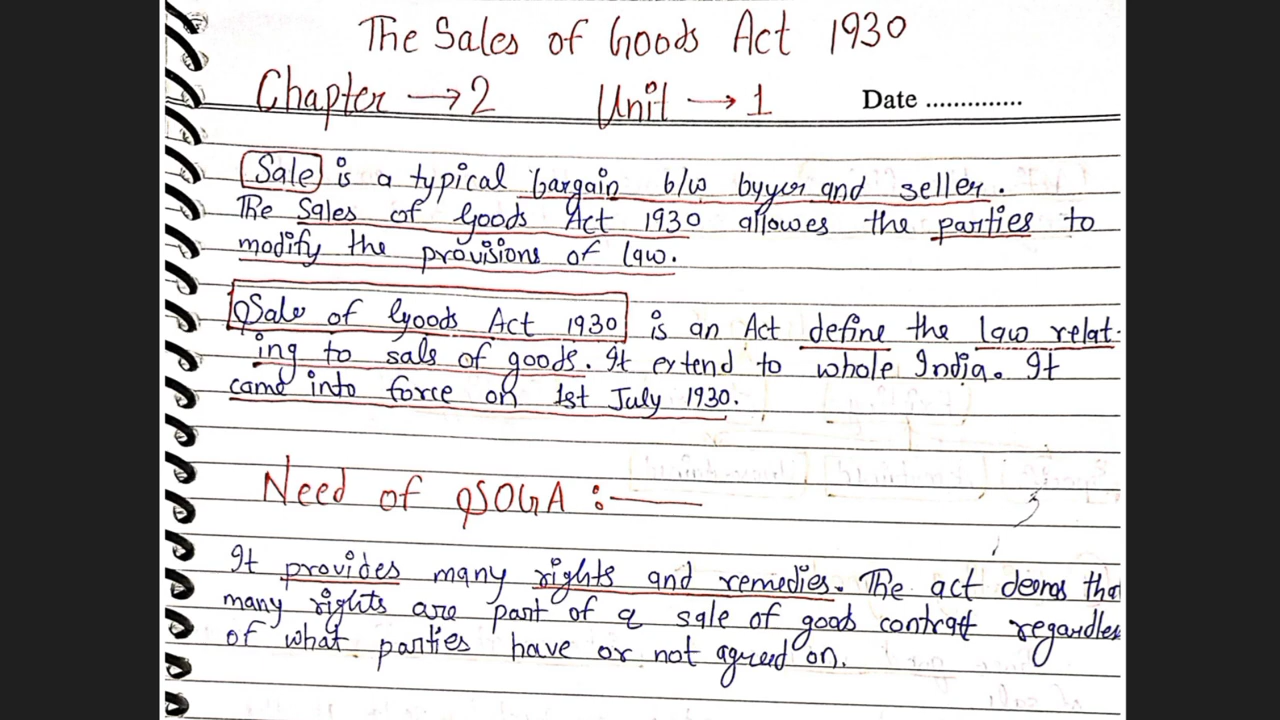 The Sales of Goods Act 1930
Chapter → 2 Unit → 1 Date ..............
Sale is a typical bargain b/w buyer and seller.
The Sales of Goods Act 1930 allowes the parties to
modify the provisions of law.
Sale of Goods Act 1930 is an Act define the law relat-
ing to sale of goods. It extend to whole India. It
came into force on 1st July 1930.
Need of SOGA :—
It provides many rights and remedies. The act deems tha
many rights are part of a sale of goods contract regardles
of what parties have or not agreed on.